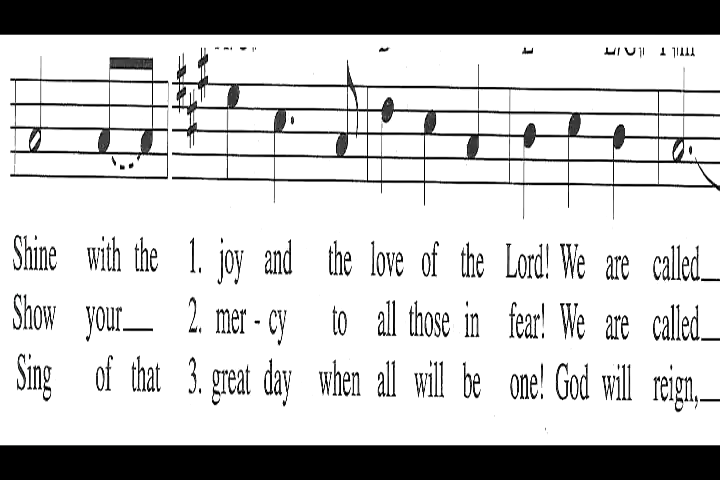 Shine with the 1. joy and the love of the Lord! We are called
Show your 2. mer - cy to all those in fear! We are called
Sing of that 3. great day when all will be one! God will reign,